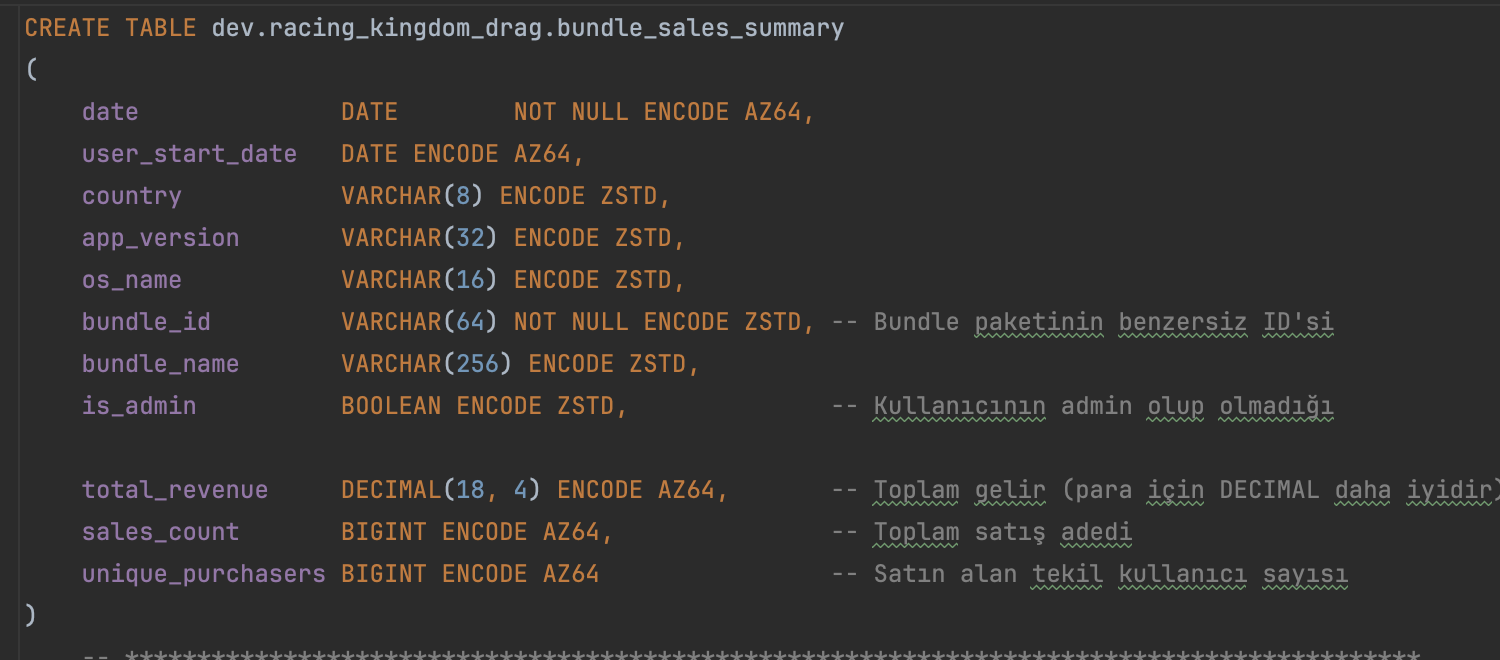 CREATE TABLE dev.racing_kingdom_drag.bundle_sales_summary
(
    date              DATE        NOT NULL ENCODE AZ64,
    user_start_date   DATE ENCODE AZ64,
    country           VARCHAR(8) ENCODE ZSTD,
    app_version       VARCHAR(32) ENCODE ZSTD,
    os_name           VARCHAR(16) ENCODE ZSTD,
    bundle_id         VARCHAR(64) NOT NULL ENCODE ZSTD, -- Bundle paketinin benzersiz ID'si
    bundle_name       VARCHAR(256) ENCODE ZSTD,
    is_admin          BOOLEAN ENCODE ZSTD,              -- Kullanıcının admin olup olmadığı
    total_revenue     DECIMAL(18, 4) ENCODE AZ64,       -- Toplam gelir (para için DECIMAL daha iyidir)
    sales_count       BIGINT ENCODE AZ64,               -- Toplam satış adedi
    unique_purchasers BIGINT ENCODE AZ64                -- Satın alan tekil kullanıcı sayısı
)
    -- ******************************************************************************************